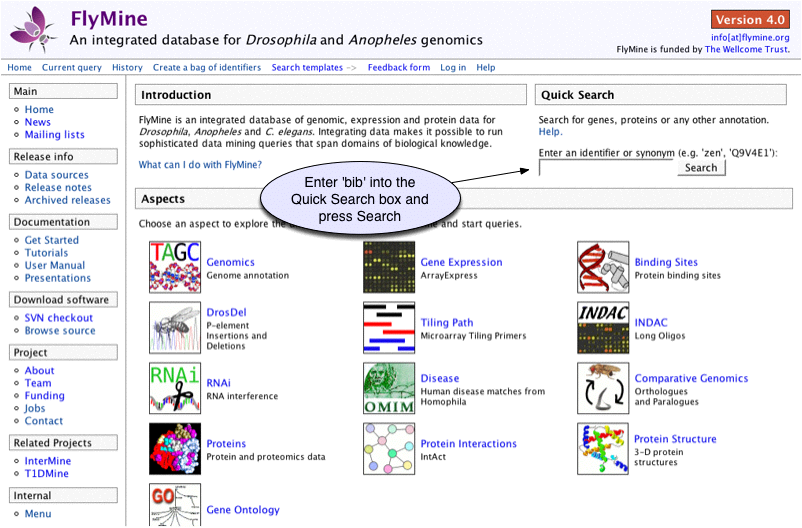 FlyMine
An integrated database for Drosophila and Anopheles genomics
Version 4.0
info[at]flymine.org
FlyMine is funded by The Wellcome Trust.
Home Current query History Create a bag of identifiers Search templates -> Feedback form Log in Help
Main
Home
News
Mailing lists
Release info
Data sources
Release notes
Archived releases
Documentation
Get Started
Tutorials
User Manual
Presentations
Download software
SVN checkout
Browse source
Project
About
Team
Funding
Jobs
Contact
Related Projects
InterMine
T1DMine
Internal
Menu
Introduction
FlyMine is an integrated database of genomic, expression and protein data for
Drosophila, Anopheles and C. elegans. Integrating data makes it possible to run
sophisticated data mining queries that span domains of biological knowledge.
What can I do with FlyMine?
Quick Search
Search for genes, proteins or any other annotation.
Help.
Enter an identifier or synonym (e.g. 'zen', 'Q9V4E1'):
Search
Enter 'bib' into the
Quick Search box and
press Search
Aspects
Choose an aspect to explore the and start queries.
TAGC
Genomics
Genome annotation
Gene Expression
ArrayExpress
Binding Sites
Protein binding sites
DrosDel
P-element
Insertions and
Deletions
Tiling Path
Microarray Tiling Primers
INDAC
INDAC
Long Oligos
RNAi
RNAi
RNA interference
OMIM
Disease
Human disease matches from
Homophila
Comparative Genomics
Orthologues
and Paralogues
Proteins
Protein and proteomics data
Protein Interactions
IntAct
Protein Structure
3-D protein
structures
GO
Gene Ontology